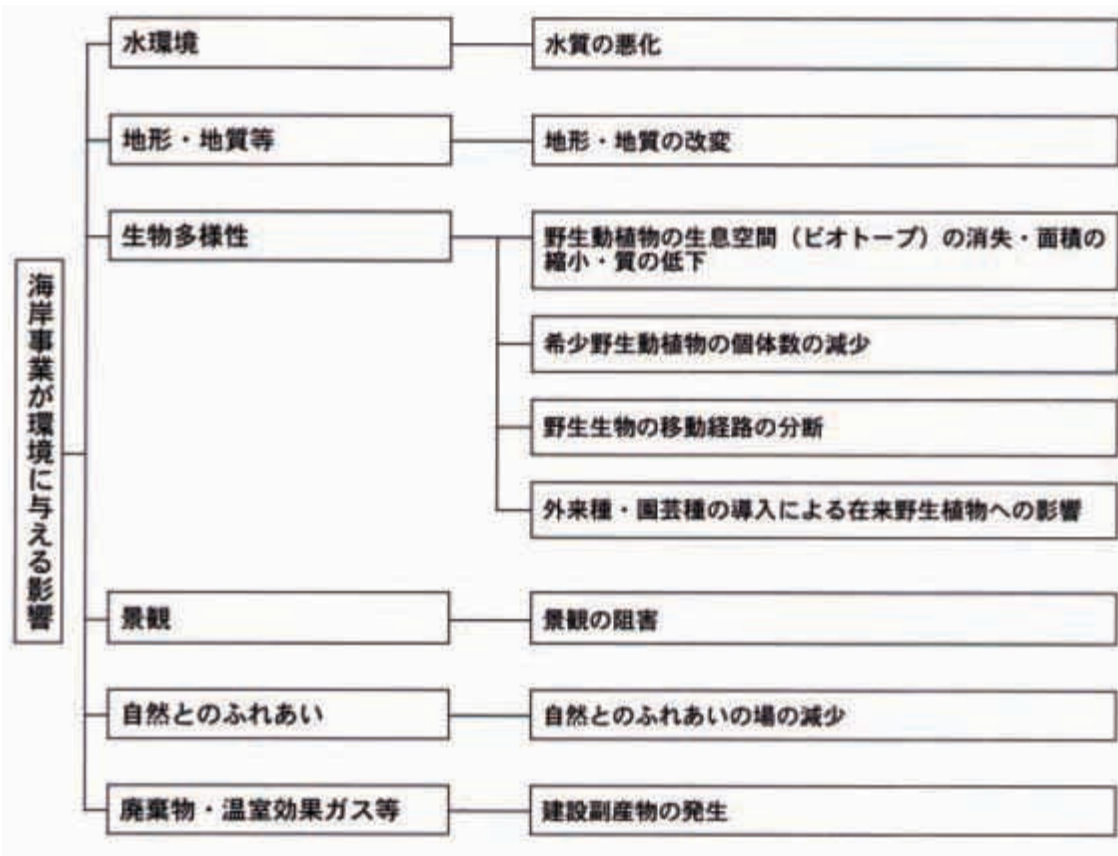 海岸事業が環境に与える影響
水環境
水質の悪化
地形・地質等
地形・地質の改変
生物多様性
野生動植物の生息空間（ビオトープ）の消失・面積の
縮小・質の低下
希少野生動植物の個体数の減少
野生生物の移動経路の分断
外来種・園芸種の導入による在来野生植物への影響
景観
景観の阻害
自然とのふれあい
自然とのふれあいの場の減少
廃棄物・温室効果ガス等
建設副産物の発生